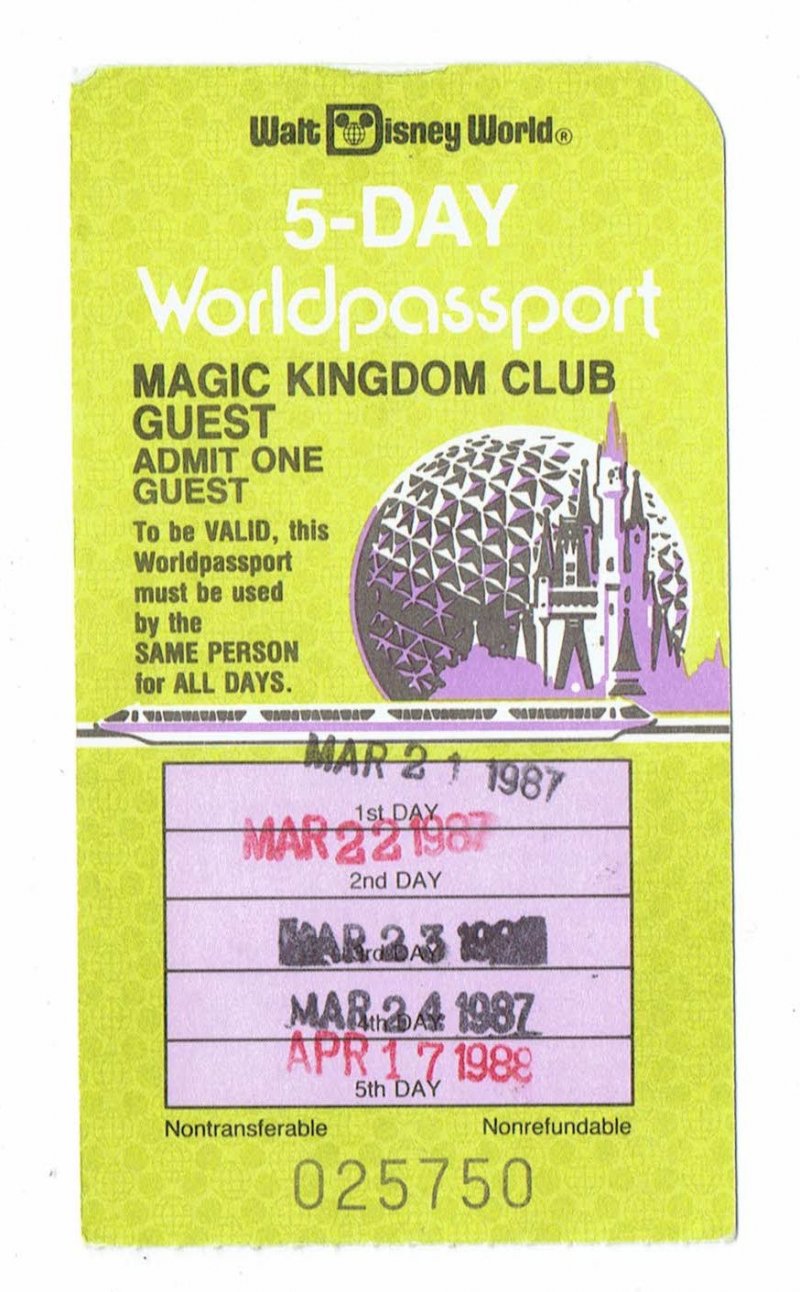 Walt Disney World®
5-DAY
Worldpassport
MAGIC KINGDOM CLUB
GUEST
ADMIT ONE
GUEST
To be VALID, this
Worldpassport
must be used
by the
SAME PERSON
for ALL DAYS.
MAR 21 1987
1st DAY
MAR 22 1987
2nd DAY
MAR 23 1987
3rd DAY
MAR 24 1987
4th DAY
APR 17 1988
5th DAY
Nontransferable Nonrefundable
025750